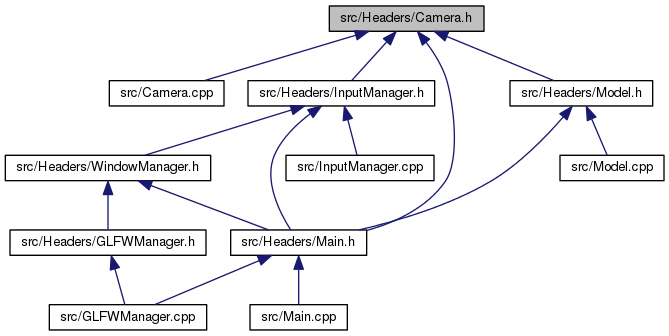 src/Headers/Camera.h
src/Camera.cpp
src/Headers/InputManager.h
src/Headers/Model.h
src/Headers/WindowManager.h
src/InputManager.cpp
src/Model.cpp
src/Headers/GLFWManager.h
src/Headers/Main.h
src/GLFWManager.cpp
src/Main.cpp